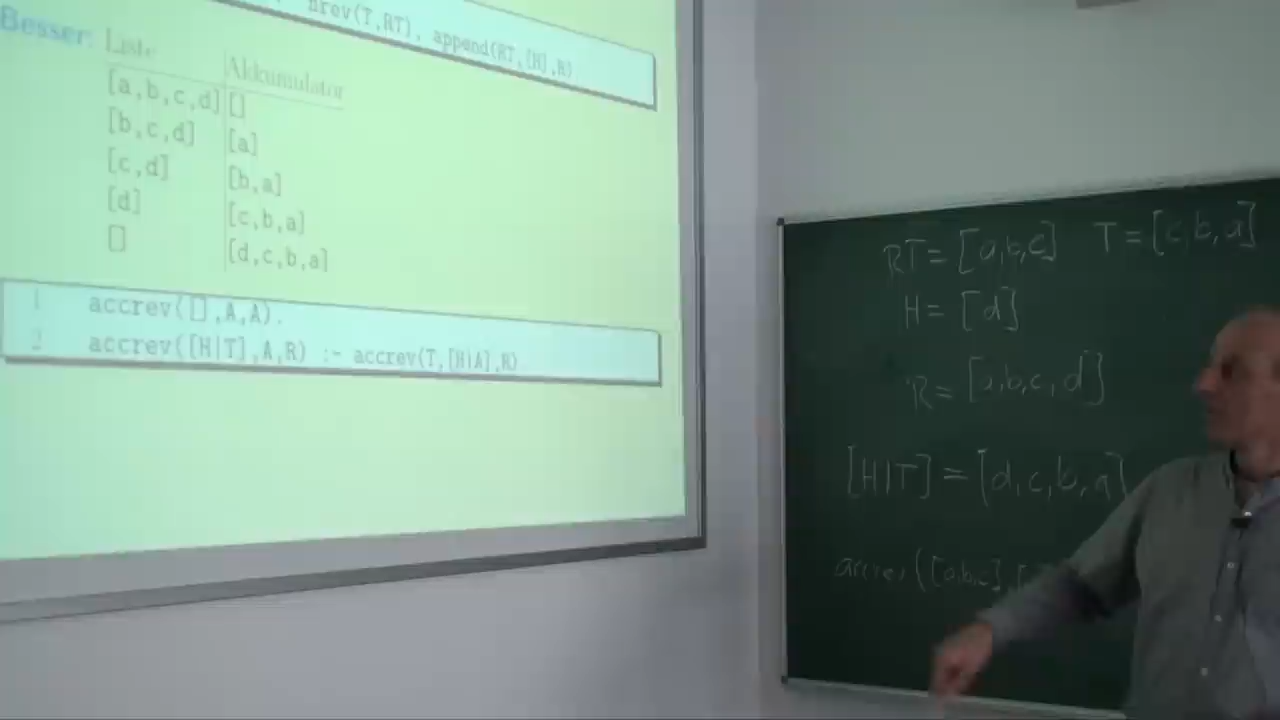 nrev(T,RT), append(RT,[H],R)
Besser: Liste Akkumulator
[a,b,c,d] []
[b,c,d] [a]
[c,d] [b,a]
[d] [c,b,a]
[] [d,c,b,a]
1 accrev([],A,A).
2 accrev([H|T],A,R) :- accrev(T,[H|A],R)
RT = [a,b,c] T = [c,b,a]
H = [d]
R = [a,b,c,d]
[H|T] = [d,c,b,a]
accrev([a,b,c],[